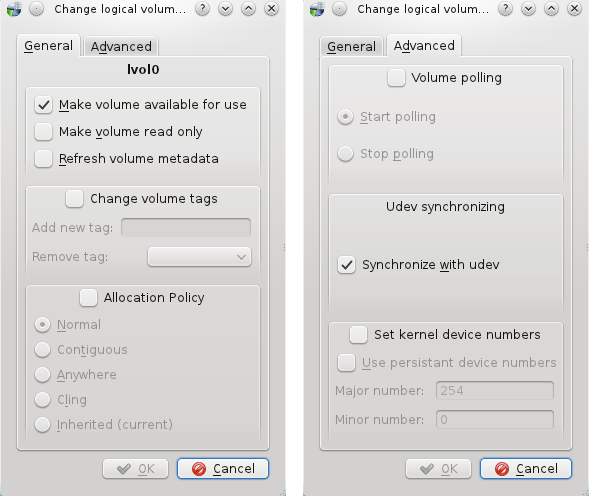 Change logical volum...
General
Advanced
lvol0
Make volume available for use
Make volume read only
Refresh volume metadata
Change volume tags
Add new tag:
Remove tag:
Allocation Policy
Normal
Contiguous
Anywhere
Cling
Inherited (current)
OK
Cancel
Change logical volum...
General
Advanced
Volume polling
Start polling
Stop polling
Udev synchronizing
Synchronize with udev
Set kernel device numbers
Use persistant device numbers
Major number: 254
Minor number: 0
OK
Cancel